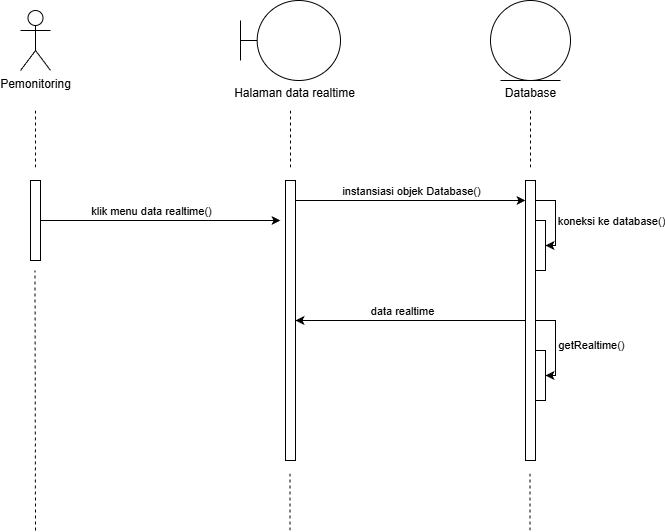 Pemonitoring
Halaman data realtime
Database
instansiasi objek Database()
klik menu data realtime()
koneksi ke database()
data realtime
getRealtime()